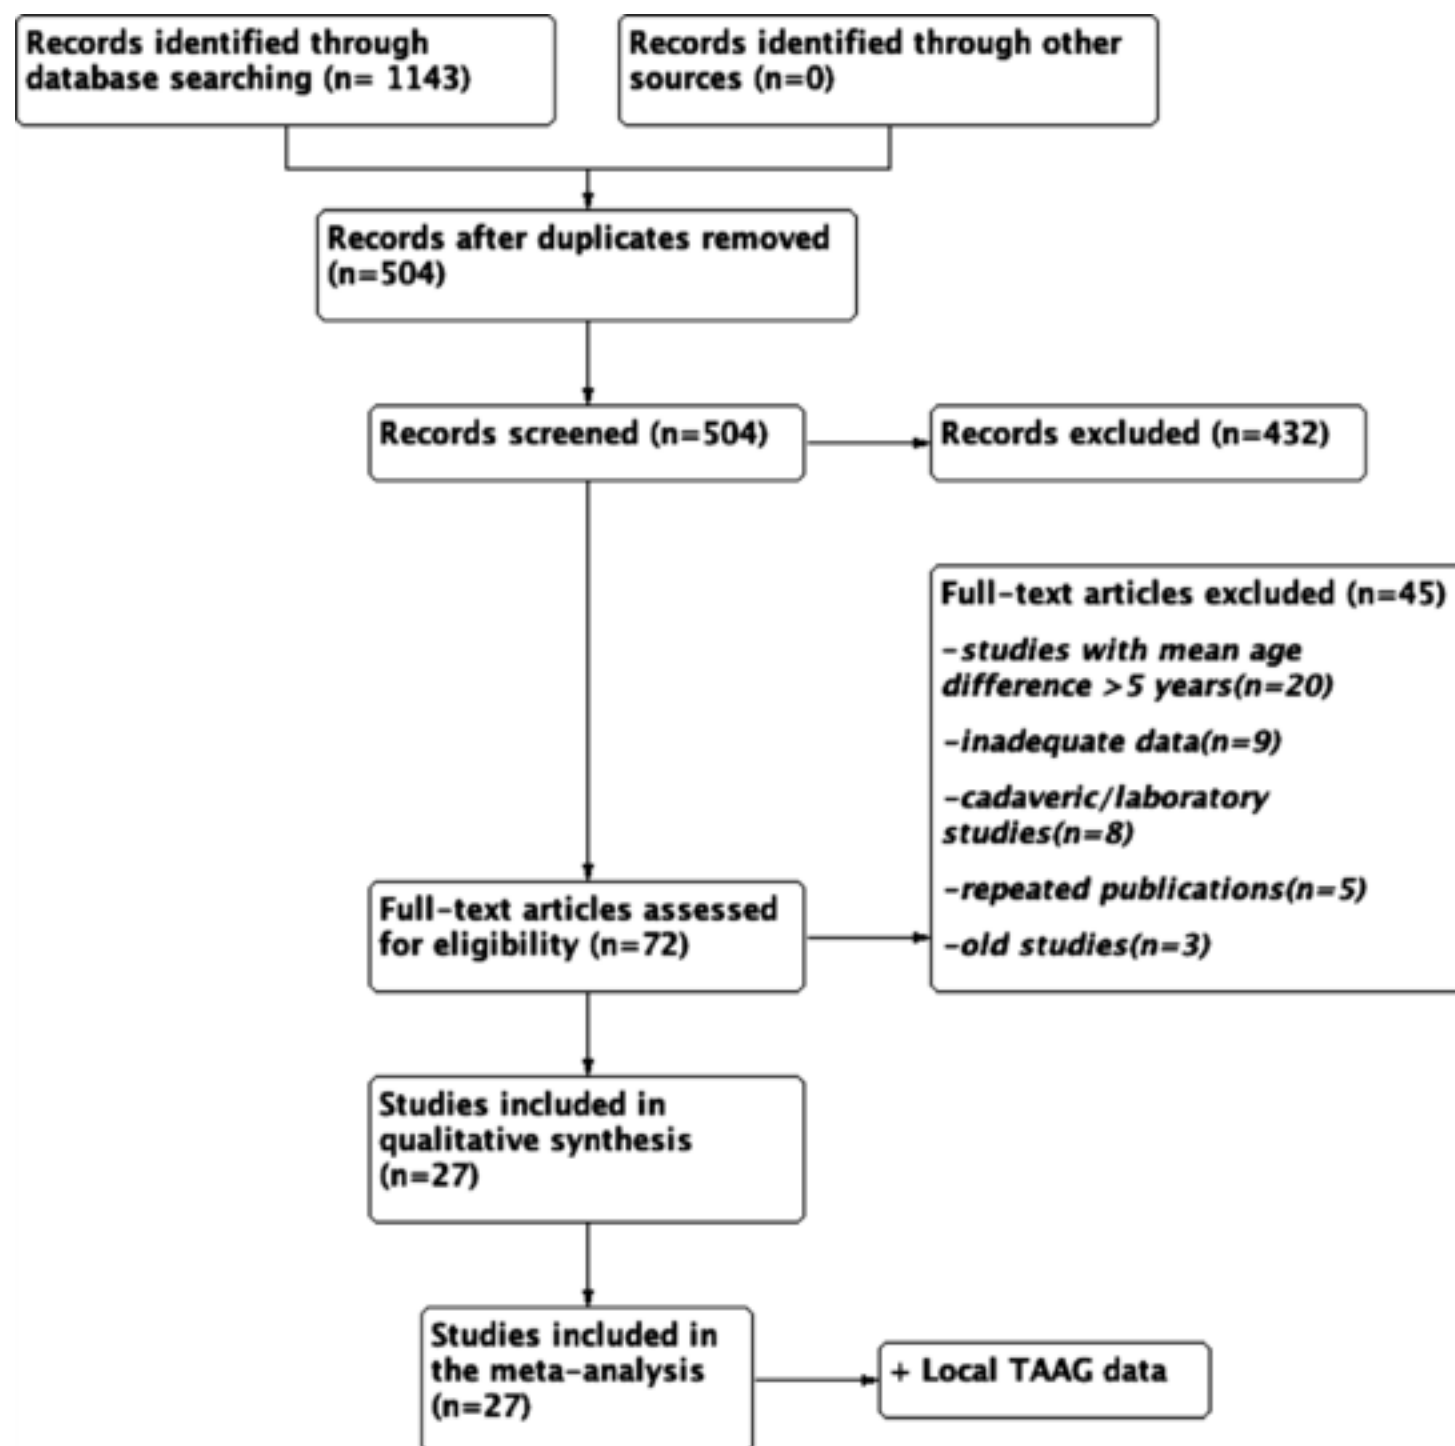 Records identified through
database searching (n= 1143)
Records identified through other
sources (n=0)
Records after duplicates removed
(n=504)
Records screened (n=504)
Records excluded (n=432)
Full-text articles excluded (n=45)
-studies with mean age
difference >5 years(n=20)
-inadequate data(n=9)
-cadaveric/laboratory
studies(n=8)
-repeated publications(n=5)
-old studies(n=3)
Full-text articles assessed
for eligibility (n=72)
Studies included in
qualitative synthesis
(n=27)
Studies included in
the meta-analysis
(n=27)
+ Local TAAG data